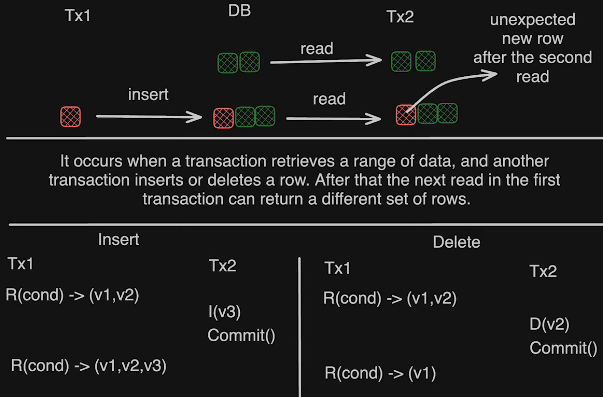 Tx1
DB
Tx2
unexpected
new row
after the second
read
read
insert
read
It occurs when a transaction retrieves a range of data, and another
transaction inserts or deletes a row. After that the next read in the first
transaction can return a different set of rows.
Insert
Tx1
Tx2
R(cond) -> (v1,v2)
I(v3)
Commit()
R(cond) -> (v1,v2,v3)
Delete
Tx1
Tx2
R(cond) -> (v1,v2)
D(v2)
Commit()
R(cond) -> (v1)